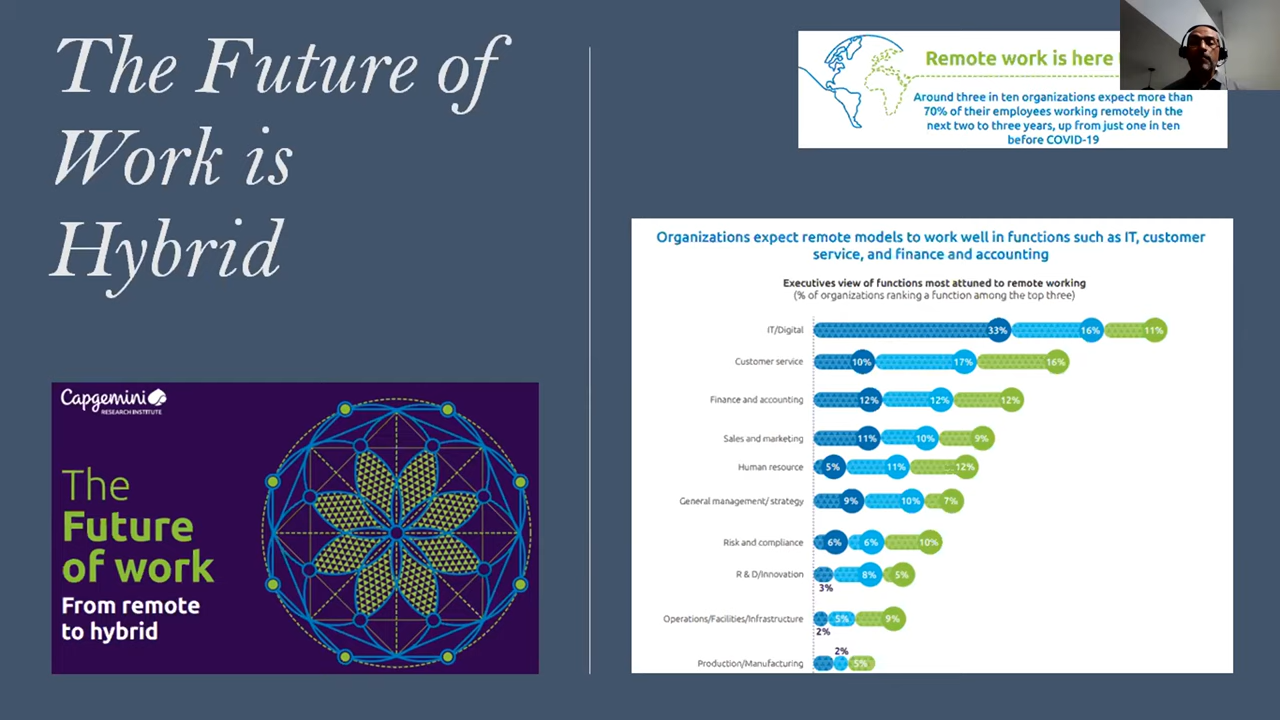 The Future of
Work is
Hybrid
Capgemini
RESEARCH INSTITUTE
The
Future
of work
From remote
to hybrid
Remote work is here
Around three in ten organizations expect more than
70% of their employees working remotely in the
next two to three years, up from just one in ten
before COVID-19
Organizations expect remote models to work well in functions such as IT, customer
service, and finance and accounting
Executives view of functions most attuned to remote working
(% of organizations ranking a function among the top three)
IT/Digital 33% 16% 11%
Customer service 10% 17% 16%
Finance and accounting 12% 12% 12%
Sales and marketing 11% 10% 9%
Human resource 5% 11% 12%
General management/ strategy 9% 10% 7%
Risk and compliance 6% 6% 10%
R & D/Innovation 8% 5%
3%
Operations/Facilities/Infrastructure 5% 9%
2%
2%
Production/Manufacturing 5%